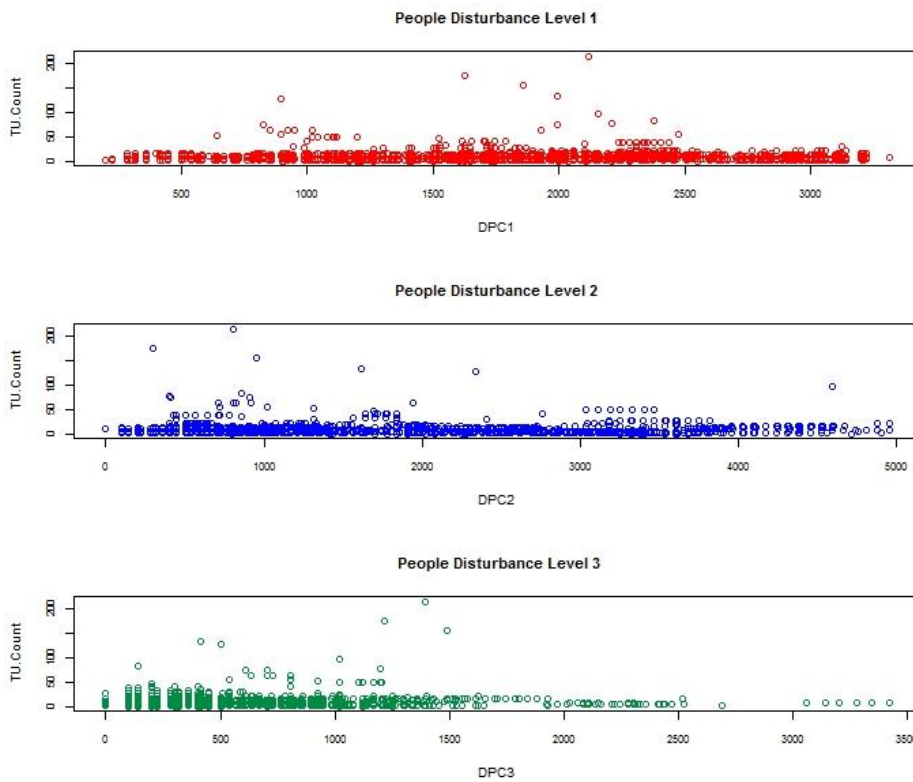 People Disturbance Level 1
TU.Count
200
100
50
0
500 1000 1500 2000 2500 3000
DPC1
People Disturbance Level 2
TU.Count
200
100
50
0
0 1000 2000 3000 4000 5000
DPC2
People Disturbance Level 3
TU.Count
200
100
50
0
0 500 1000 1500 2000 2500 3000 3500
DPC3